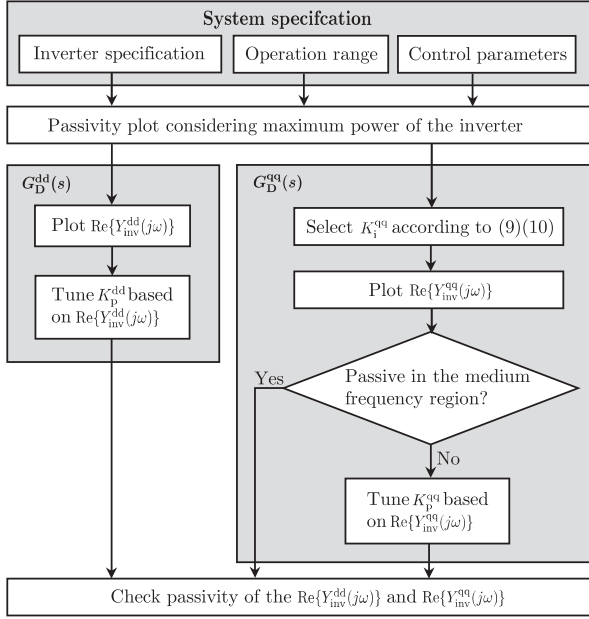 System specifcation
Inverter specification
Operation range
Control parameters
Passivity plot considering maximum power of the inverter
G_D^dd(s)
Plot Re{Y_inv^dd(jω)}
Tune K_p^dd based
on Re{Y_inv^dd(jω)}
G_D^qq(s)
Select K_i^qq according to (9)(10)
Plot Re{Y_inv^qq(jω)}
Passive in the medium
frequency region?
Yes
No
Tune K_p^qq based
on Re{Y_inv^qq(jω)}
Check passivity of the Re{Y_inv^dd(jω)} and Re{Y_inv^qq(jω)}